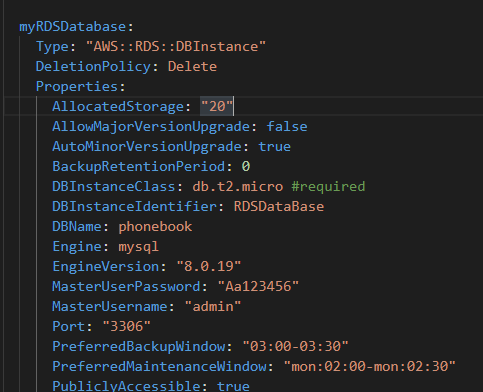 myRDSDatabase:
Type: "AWS::RDS::DBInstance"
DeletionPolicy: Delete
Properties:
AllocatedStorage: "20"
AllowMajorVersionUpgrade: false
AutoMinorVersionUpgrade: true
BackupRetentionPeriod: 0
DBInstanceClass: db.t2.micro #required
DBInstanceIdentifier: RDSDataBase
DBName: phonebook
Engine: mysql
EngineVersion: "8.0.19"
MasterUserPassword: "Aa123456"
MasterUsername: "admin"
Port: "3306"
PreferredBackupWindow: "03:00-03:30"
PreferredMaintenanceWindow: "mon:02:00-mon:02:30"
PubliclyAccessible: true